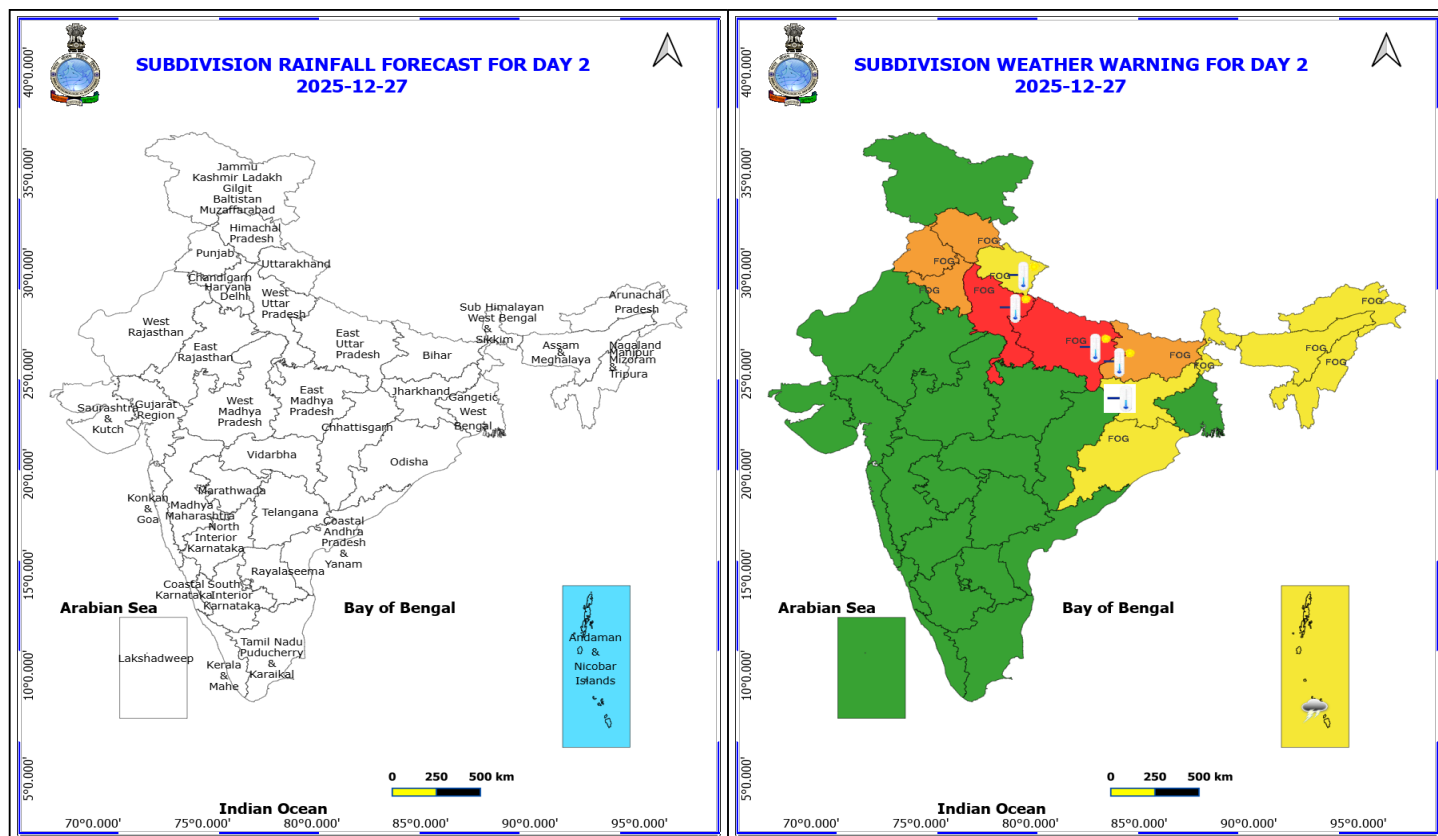 SUBDIVISION RAINFALL FORECAST FOR DAY 2
2025-12-27
40°0.000'
35°0.000'
30°0.000'
25°0.000'
20°0.000'
15°0.000'
10°0.000'
5°0.000'
Jammu
Kashmir Ladakh
Gilgit
Baltistan
Muzaffarabad
Himachal
Pradesh
Punjab
Uttarakhand
Chandigarh
Haryana
Delhi
West
Uttar
Pradesh
West
Rajasthan
East
Rajasthan
East
Uttar
Pradesh
Bihar
Sub Himalayan
West Bengal
&
Sikkim
Arunachal
Pradesh
Assam
&
Meghalaya
Nagaland
Manipur
Mizoram
&
Tripura
Saurashtra
&
Kutch
Gujarat
Region
West
Madhya
Pradesh
East
Madhya
Pradesh
Jharkhand
Gangetic
West
Bengal
Chhattisgarh
Vidarbha
Odisha
Konkan
&
Goa
Madhya
Maharashtra
Marathwada
Telangana
North
Interior
Karnataka
Coastal
Andhra
Pradesh
&
Yanam
Rayalaseema
Coastal
Karnataka
South
Interior
Karnataka
Arabian Sea
Bay of Bengal
Lakshadweep
Kerala
&
Mahe
Tamil Nadu
Puducherry
&
Karaikal
Andaman
&
Nicobar
Islands
0 250 500 km
Indian Ocean
70°0.000' 75°0.000' 80°0.000' 85°0.000' 90°0.000' 95°0.000'
SUBDIVISION WEATHER WARNING FOR DAY 2
2025-12-27
40°0.000'
35°0.000'
30°0.000'
25°0.000'
20°0.000'
15°0.000'
10°0.000'
5°0.000'
FOG
FOG
FOG
FOG
FOG
FOG
FOG
FOG
FOG
FOG
FOG
FOG
Arabian Sea
Bay of Bengal
0 250 500 km
Indian Ocean
70°0.000' 75°0.000' 80°0.000' 85°0.000' 90°0.000' 95°0.000'